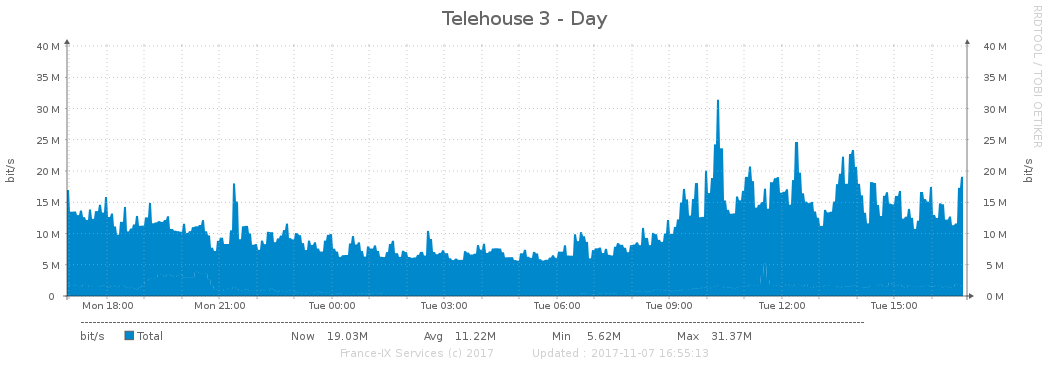 Telehouse 3 - Day
RRDTOOL / TOBI OETIKER
bit/s
40 M 40 M
35 M 35 M
30 M 30 M
25 M 25 M
20 M 20 M
15 M 15 M
10 M 10 M
5 M 5 M
0 0 M
bit/s
Mon 18:00 Mon 21:00 Tue 00:00 Tue 03:00 Tue 06:00 Tue 09:00 Tue 12:00 Tue 15:00
bit/s Total Now 19.03M Avg 11.22M Min 5.62M Max 31.37M
France-IX Services (c) 2017 Updated : 2017-11-07 16:55:13